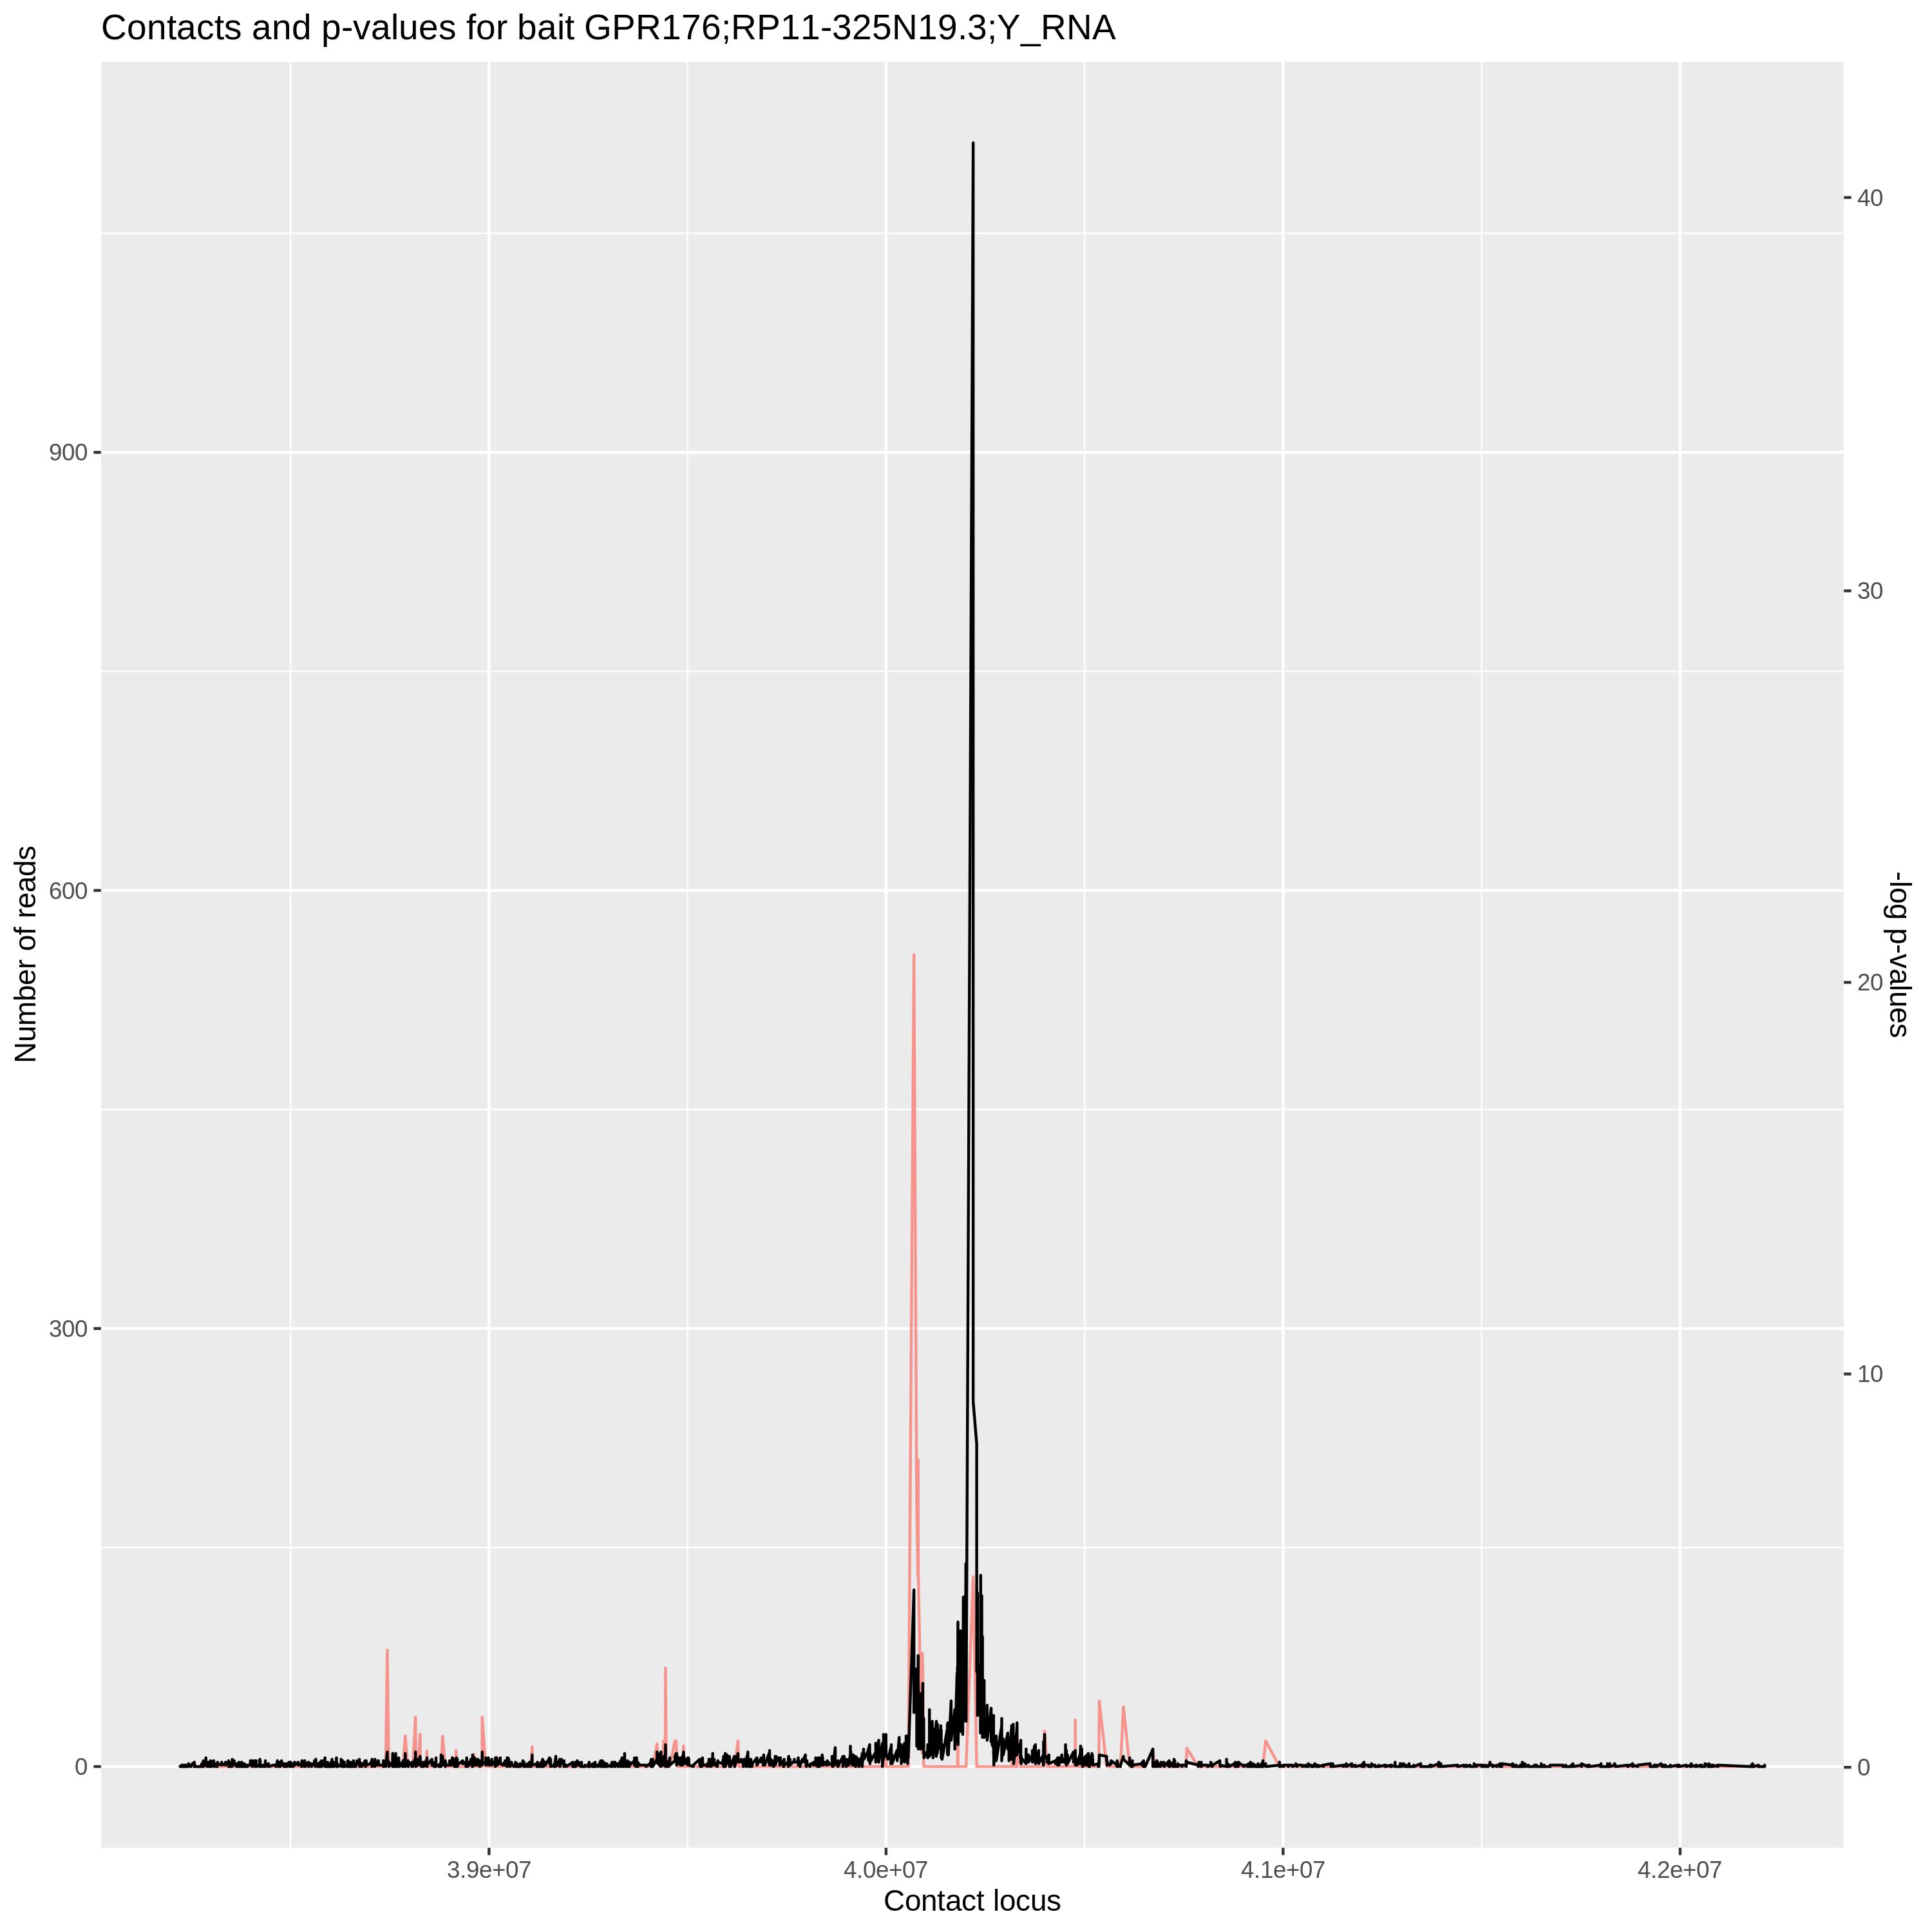 Contacts and p-values for bait GPR176;RP11-325N19.3;Y_RNA
Number of reads
900
600
300
0
40
30
20
10
0
-log p-values
3.9e+07
4.0e+07
4.1e+07
4.2e+07
Contact locus